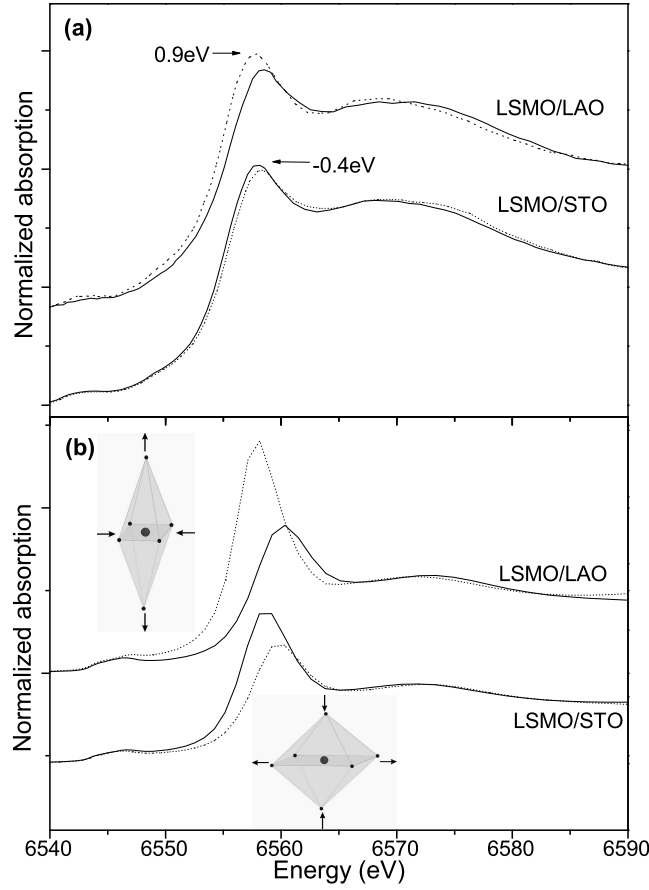 (a)
0.9eV
LSMO/LAO
-0.4eV
LSMO/STO
Normalized absorption
(b)
LSMO/LAO
LSMO/STO
Normalized absorption
6540 6550 6560 6570 6580 6590
Energy (eV)